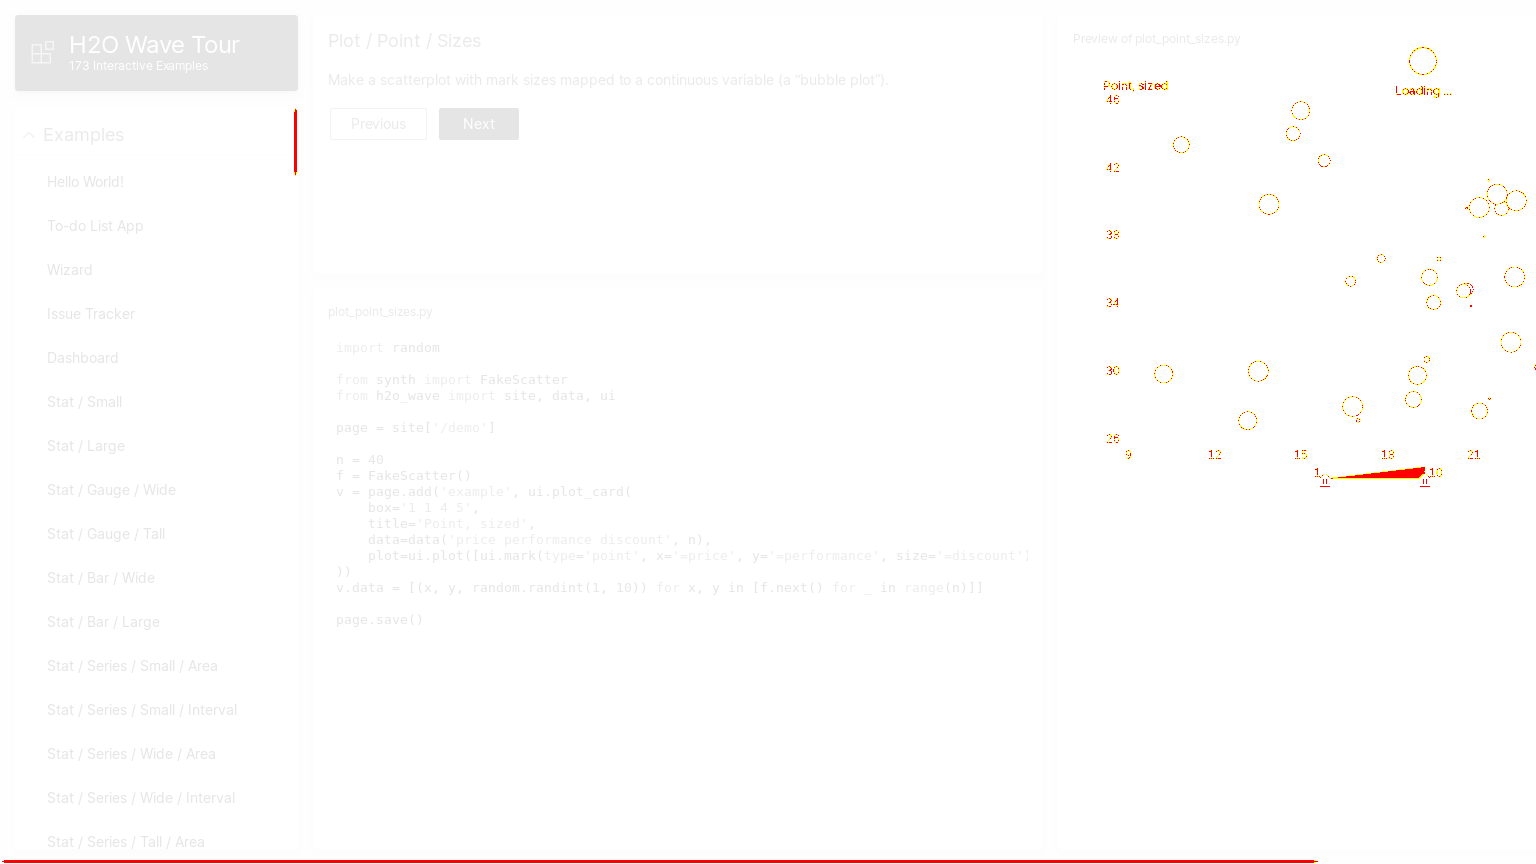 H2O Wave Tour
173 Interactive Examples
Examples
Hello World!
To-do List App
Wizard
Issue Tracker
Dashboard
Stat / Small
Stat / Large
Stat / Gauge / Wide
Stat / Gauge / Tall
Stat / Bar / Wide
Stat / Bar / Large
Stat / Series / Small / Area
Stat / Series / Small / Interval
Stat / Series / Wide / Area
Stat / Series / Wide / Interval
Stat / Series / Tall / Area
Plot / Point / Sizes
Make a scatterplot with mark sizes mapped to a continuous variable (a “bubble plot”).
Previous Next
plot_point_sizes.py
import random
from synth import FakeScatter
from h2o_wave import site, data, ui
page = site['/demo']
n = 40
f = FakeScatter()
v = page.add('example', ui.plot_card(
    box='1 1 4 5',
    title='Point, sized',
    data=data('price performance discount', n),
    plot=ui.plot([ui.mark(type='point', x='=price', y='=performance', size='=discount')
))
v.data = [(x, y, random.randint(1, 10)) for x, y in [f.next() for _ in range(n)]]
page.save()
Preview of plot_point_sizes.py
Loading ...
Point, sized
46
42
38
34
30
26
9 12 15 18 21
1 10